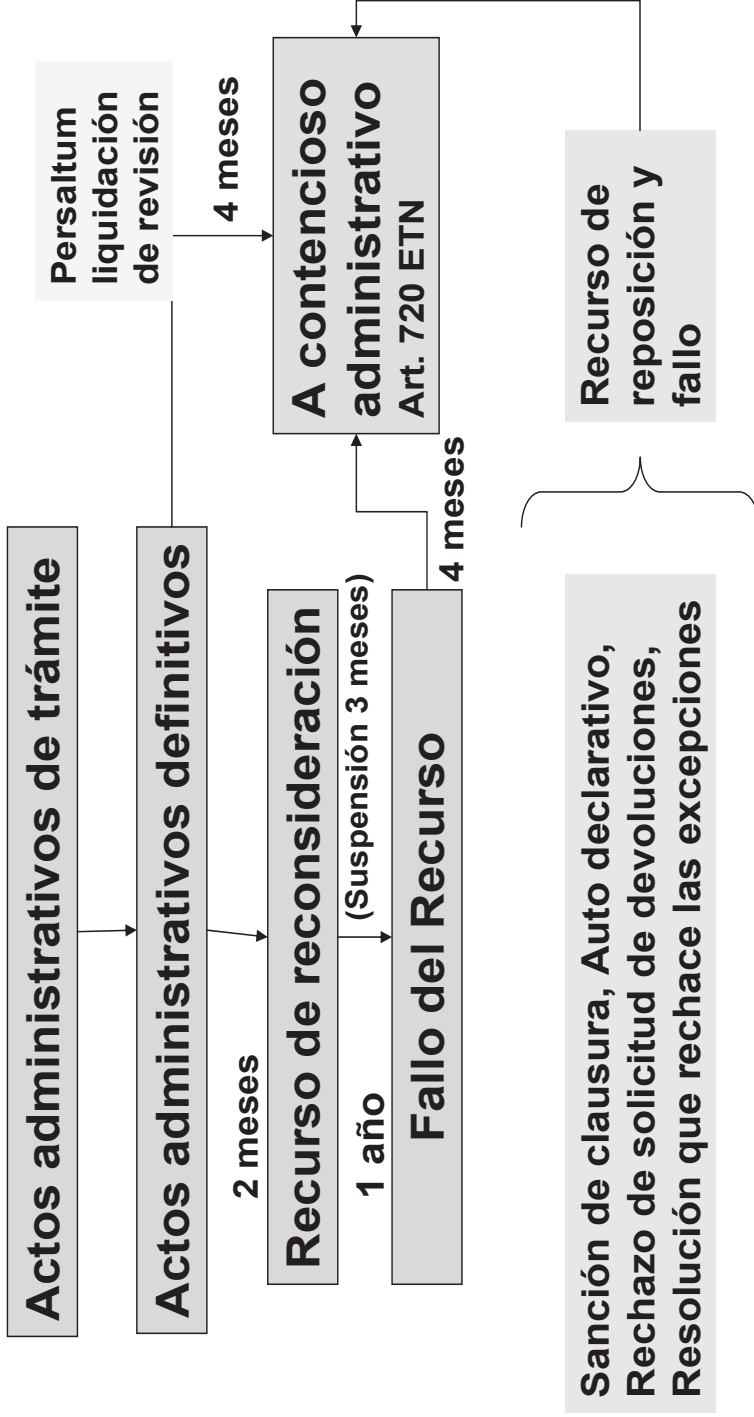 Actos administrativos de trámite
Actos administrativos definitivos
Persaltum
liquidación
de revisión
4 meses
2 meses
Recurso de reconsideración
1 año
(Suspensión 3 meses)
Fallo del Recurso
4 meses
A contencioso
administrativo
Art. 720 ETN
Sanción de clausura, Auto declarativo,
Rechazo de solicitud de devoluciones,
Resolución que rechace las excepciones
Recurso de
reposición y
fallo